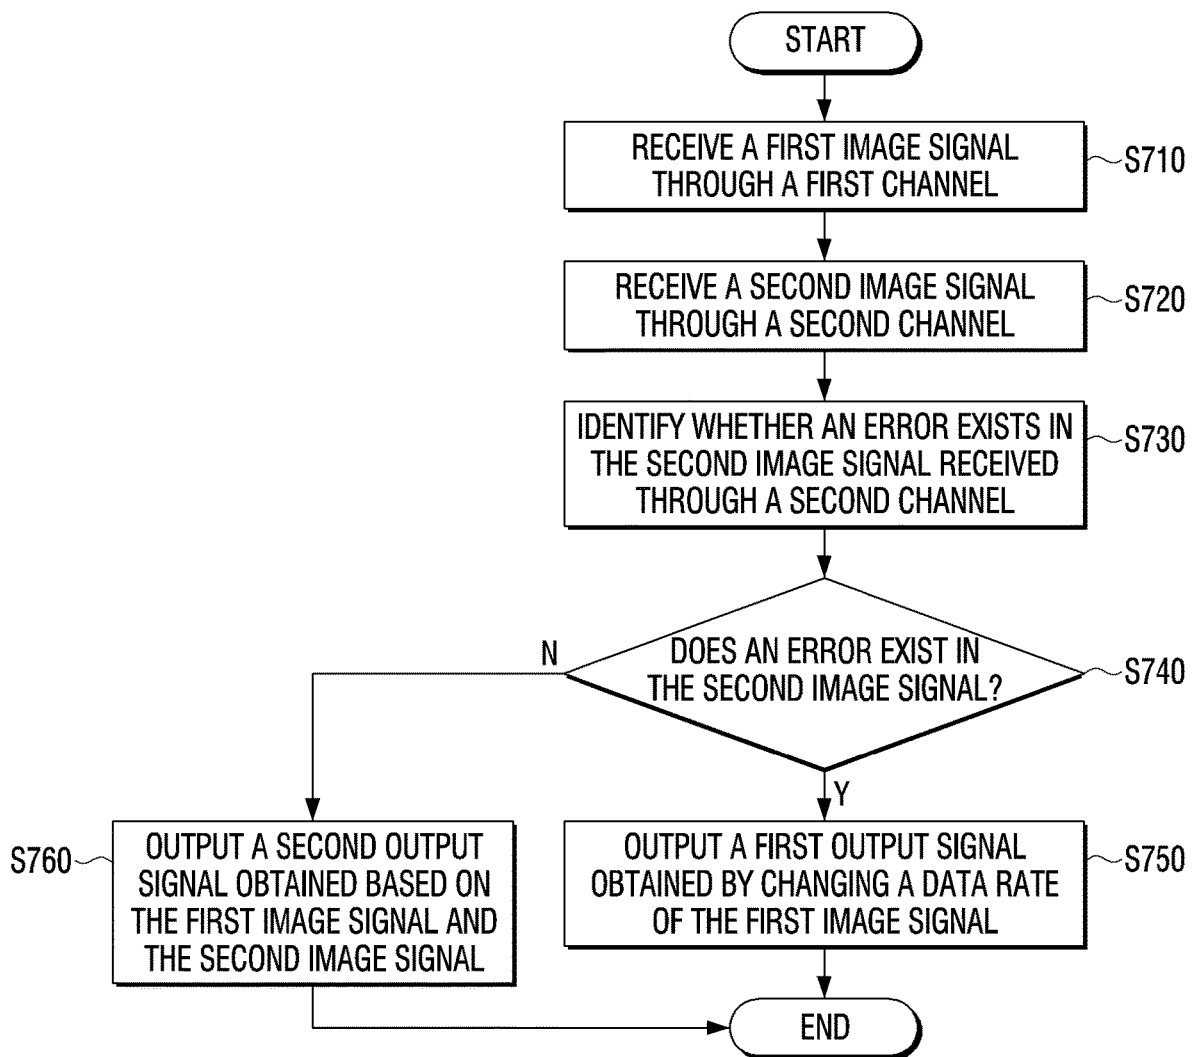 START
RECEIVE A FIRST IMAGE SIGNAL
THROUGH A FIRST CHANNEL
S710
RECEIVE A SECOND IMAGE SIGNAL
THROUGH A SECOND CHANNEL
S720
IDENTIFY WHETHER AN ERROR EXISTS IN
THE SECOND IMAGE SIGNAL RECEIVED
THROUGH A SECOND CHANNEL
S730
DOES AN ERROR EXIST IN
THE SECOND IMAGE SIGNAL?
S740
N
Y
S760
OUTPUT A SECOND OUTPUT
SIGNAL OBTAINED BASED ON
THE FIRST IMAGE SIGNAL AND
THE SECOND IMAGE SIGNAL
OUTPUT A FIRST OUTPUT SIGNAL
OBTAINED BY CHANGING A DATA RATE
OF THE FIRST IMAGE SIGNAL
S750
END